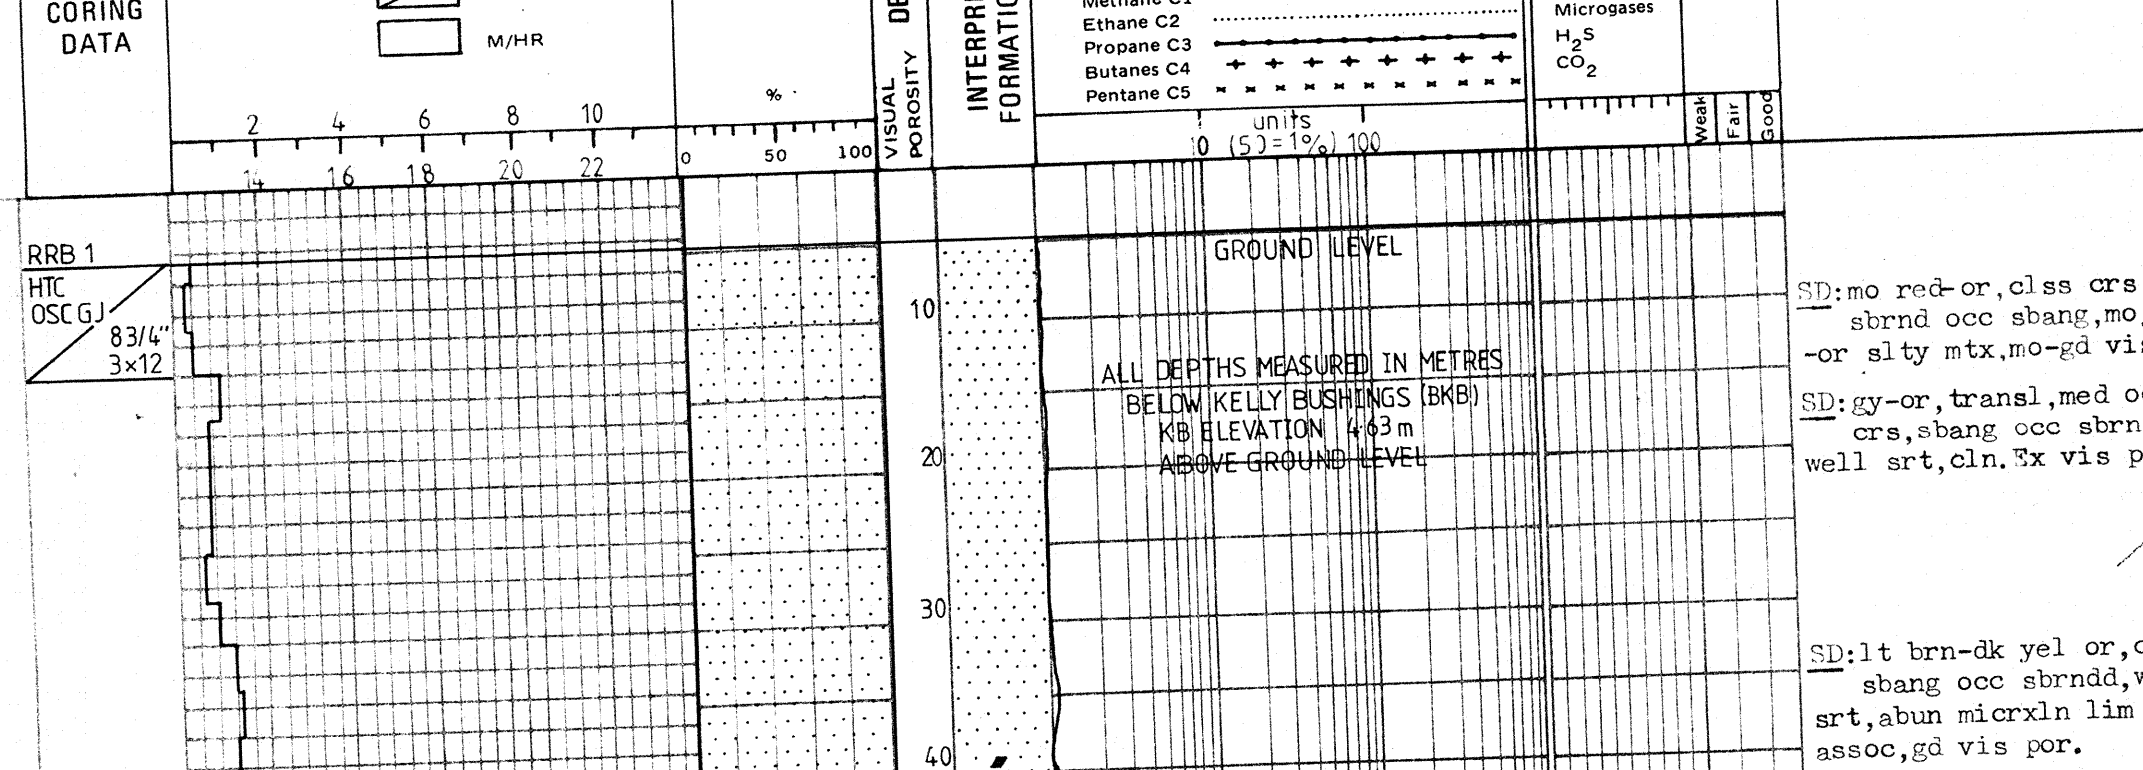 CORING
DATA
M/HR
2 4 6 8 10
14 16 18 20 22
%
0 50 100
VISUAL
POROSITY
Ethane C2
Propane C3
Butanes C4
Pentane C5
units
10 (50=1%) 100
Microgases
H2S
CO2
Weak
Fair
Good
RRB 1
HTC
OSC GJ
8 3/4"
3×12
GROUND LEVEL
10
ALL DEPTHS MEASURED IN METRES
BELOW KELLY BUSHINGS (BKB)
KB ELEVATION 4·63 m
ABOVE GROUND LEVEL
20
30
40
SD:mo red-or,clss crs
sbrnd occ sbang,mo,
-or slty mtx,mo-gd
SD:gy-or,transl,med
crs,sbang occ
well srt,cln.Ex vis
SD:lt brn-dk yel or,
sbang occ sbrndd,
srt,abun micrxln lim
assoc,gd vis por.